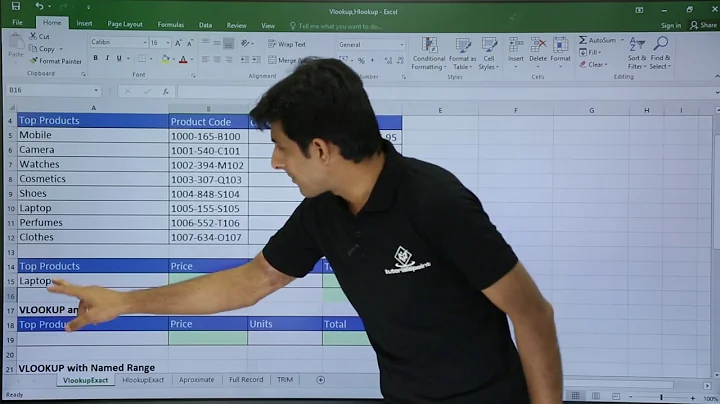 Vlookup,Hlookup - Excel
File Home Insert Page Layout Formulas Data Review View Tell me what you want to do... Sign in Share
Cut
Copy
Format Painter
Clipboard
Calibri 16
B I U
Font
Wrap Text
Merge
Alignment
General
Number
Conditional Formatting Format as Table Cell Styles
Styles
Insert Delete Format
Cells
AutoSum
Fill
Clear
Sort & Filter Find & Select
Editing
B16 fx
A B E F G H I
4 Top Products Product Code
5 Mobile 1000-165-B100 95
6 Camera 1001-540-C101
7 Watches 1002-394-M102
8 Cosmetics 1003-307-Q103
9 Shoes 1004-848-S104
10 Laptop 1005-155-S105
11 Perfumes 1006-552-T106
12 Clothes 1007-634-O107
13
14 Top Products Price
15 Laptop
16
17 VLOOKUP
18 Top Price Units Total
19
20
21 VLOOKUP with Named Range
VlookupExact HlookupExact Aproximate Full Record TRIM
Ready 100%
tutorialspoint